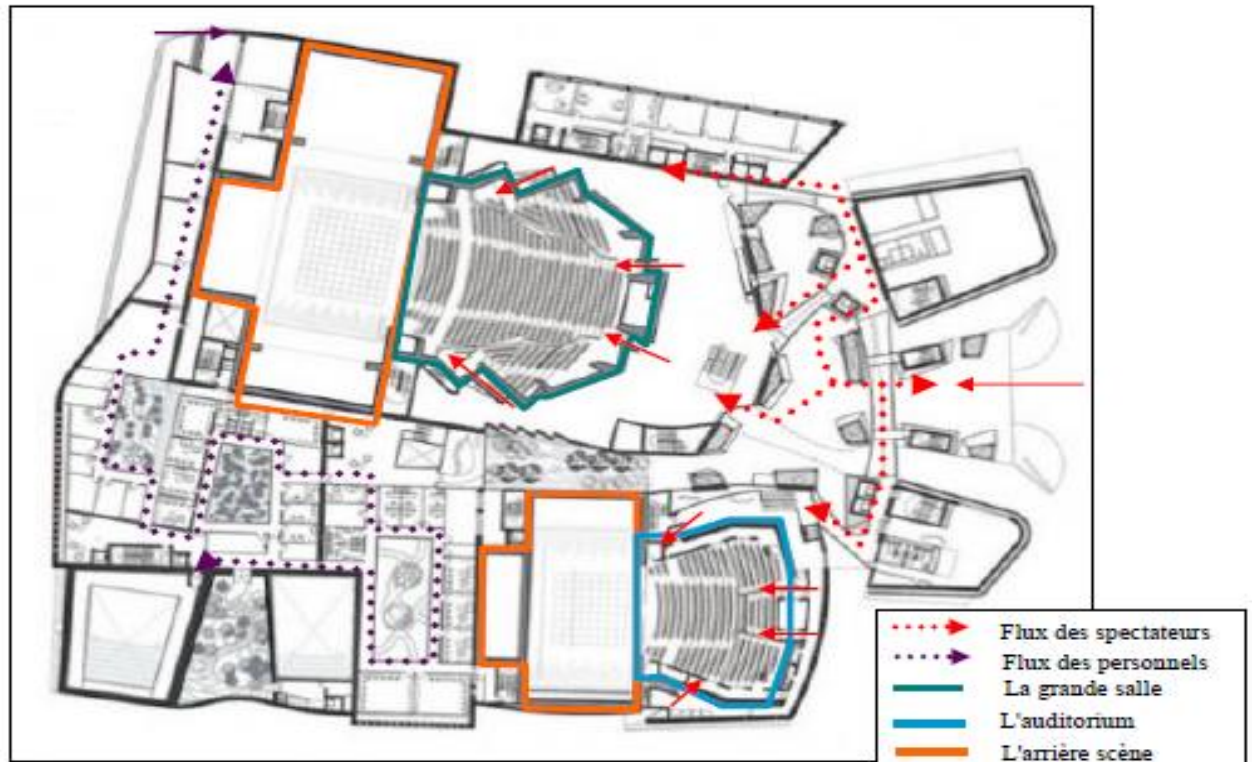 Flux des spectateurs
Flux des personnels
La grande salle
L'auditorium
L'arrière scène